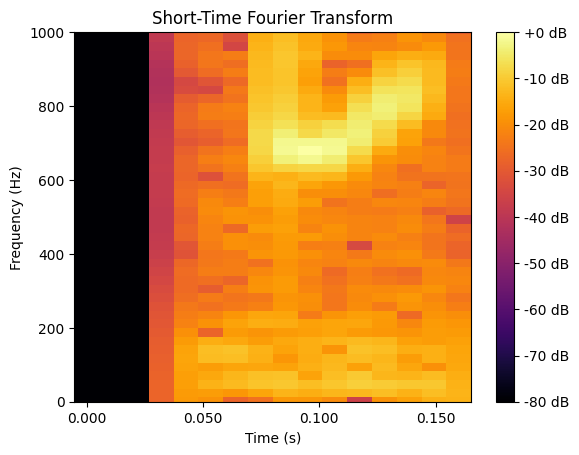 Short-Time Fourier Transform
1000
800
600
400
200
0
Frequency (Hz)
0.000
0.050
0.100
0.150
Time (s)
+0 dB
-10 dB
-20 dB
-30 dB
-40 dB
-50 dB
-60 dB
-70 dB
-80 dB